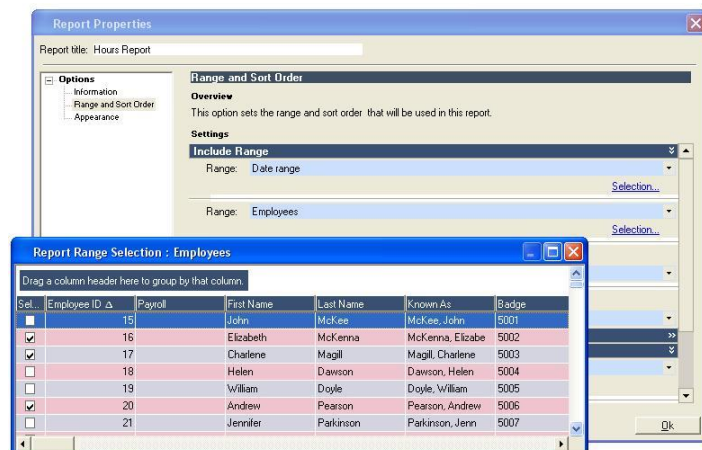 Report Properties
Report title: Hours Report
Options
Information
Range and Sort Order
Appearance
Range and Sort Order
Overview
This option sets the range and sort order that will be used in this report.
Settings
Include Range
Range: Date range
Selection...
Range: Employees
Selection...
Report Range Selection : Employees
Drag a column header here to group by that column.
Sel... Employee ID Payroll First Name Last Name Known As Badge
15 John McKee McKee, John 5001
16 Elizabeth McKenna McKenna, Elizabe 5002
17 Charlene Magill Magill, Charlene 5003
18 Helen Dawson Dawson, Helen 5004
19 William Doyle Doyle, William 5005
20 Andrew Pearson Pearson, Andrew 5006
21 Jennifer Parkinson Parkinson, Jenn 5007
Ok